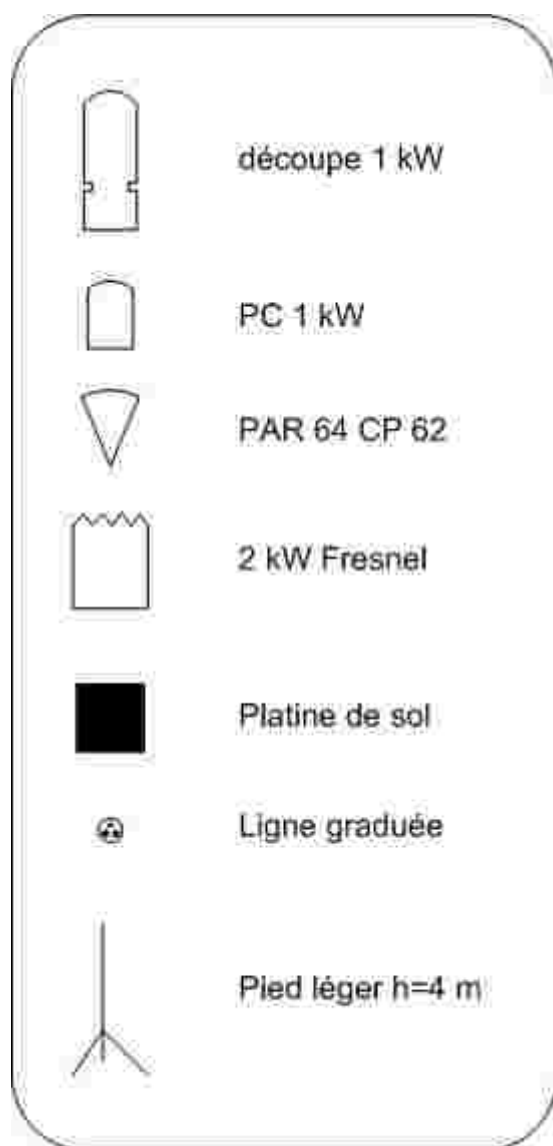 découpe 1 kW
PC 1 kW
PAR 64 CP 62
2 kW Fresnel
Platine de sol
Ligne graduée
Pied léger h=4 m